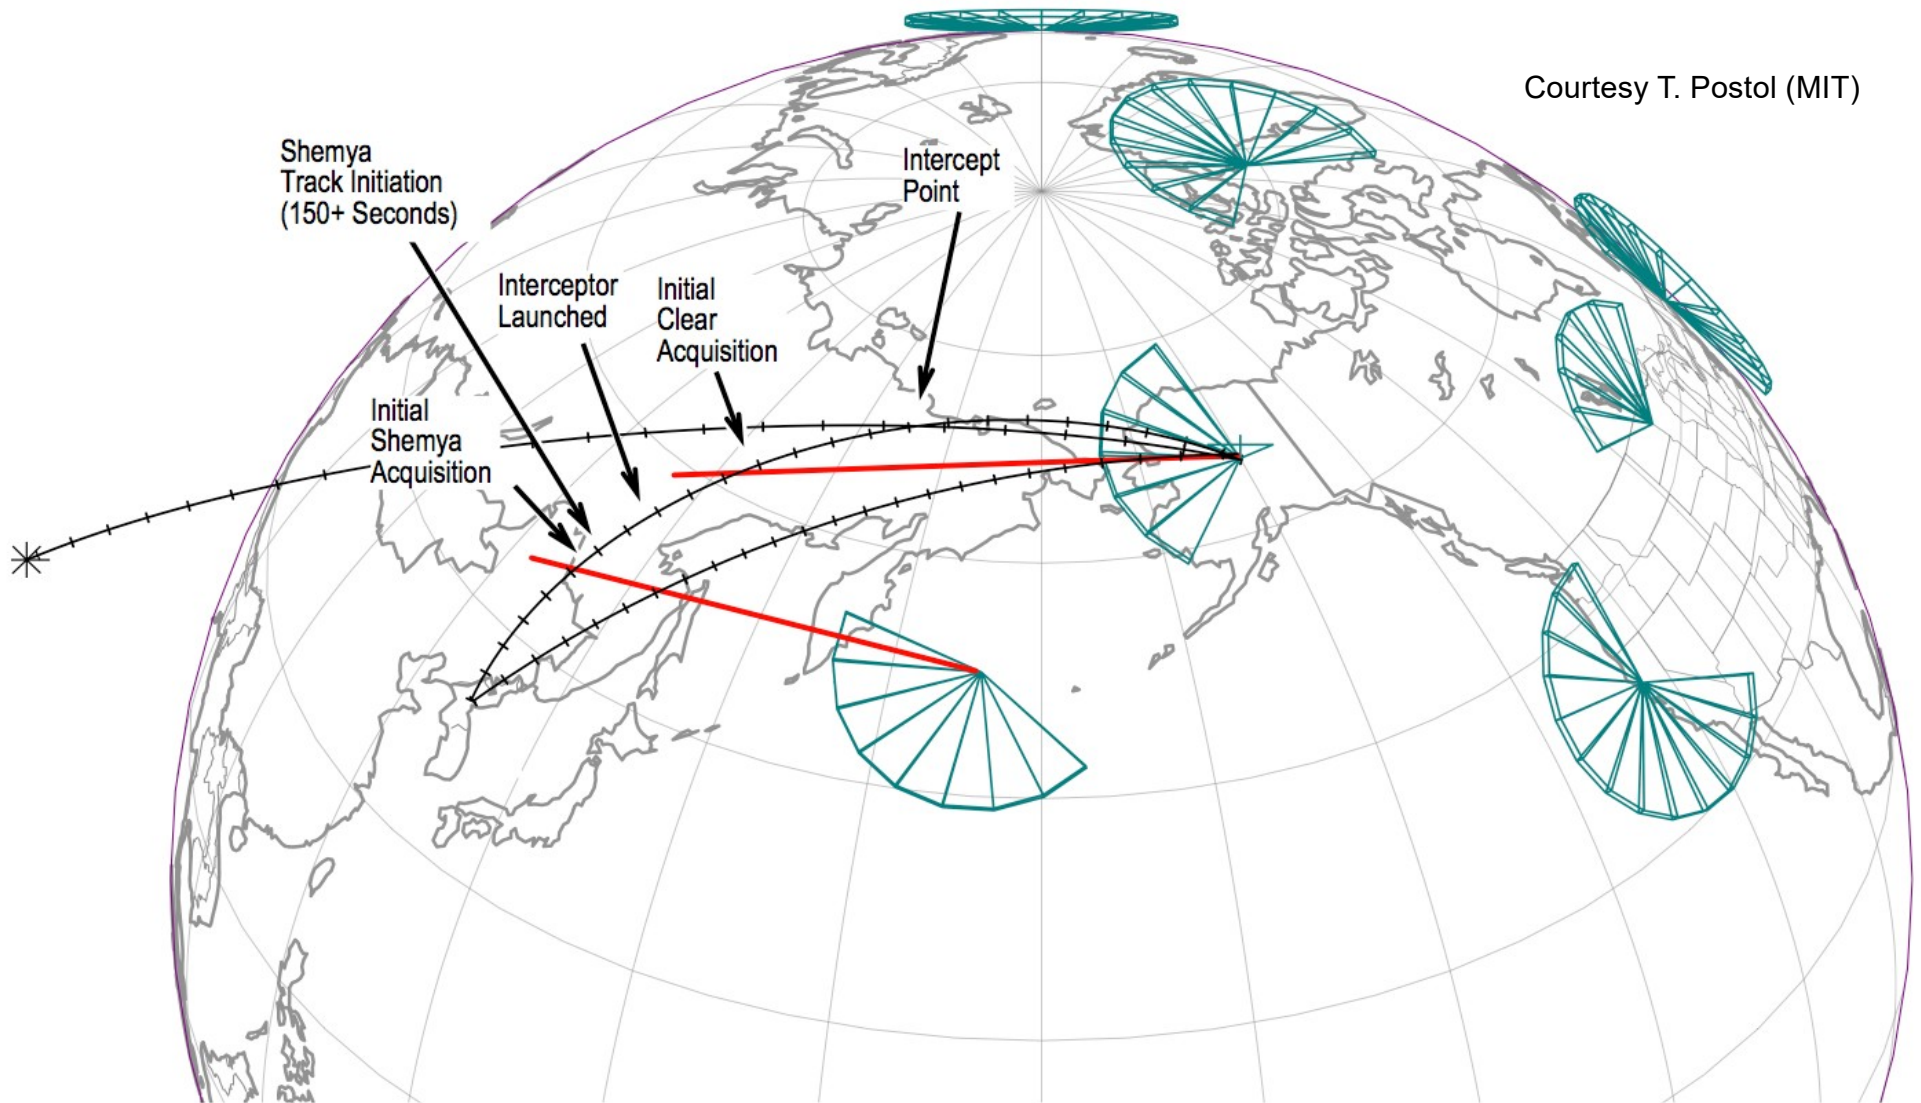 Courtesy T. Postol (MIT)
Shemya
Track Initiation
(150+ Seconds)
Intercept
Point
Interceptor
Launched
Initial
Clear
Acquisition
Initial
Shemya
Acquisition